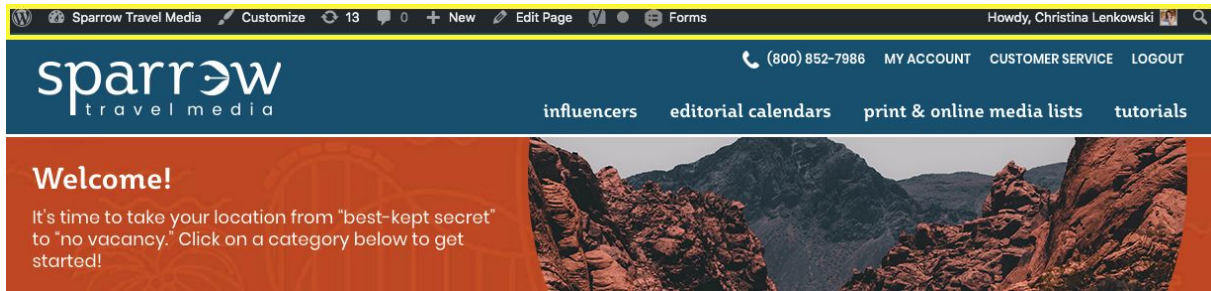 Sparrow Travel Media Customize 13 0 + New Edit Page Forms Howdy, Christina Lenkowski
(800) 852-7986 MY ACCOUNT CUSTOMER SERVICE LOGOUT
sparrow
travel media
influencers editorial calendars print & online media lists tutorials
Welcome!
It's time to take your location from “best-kept secret”
to “no vacancy.” Click on a category below to get
started!